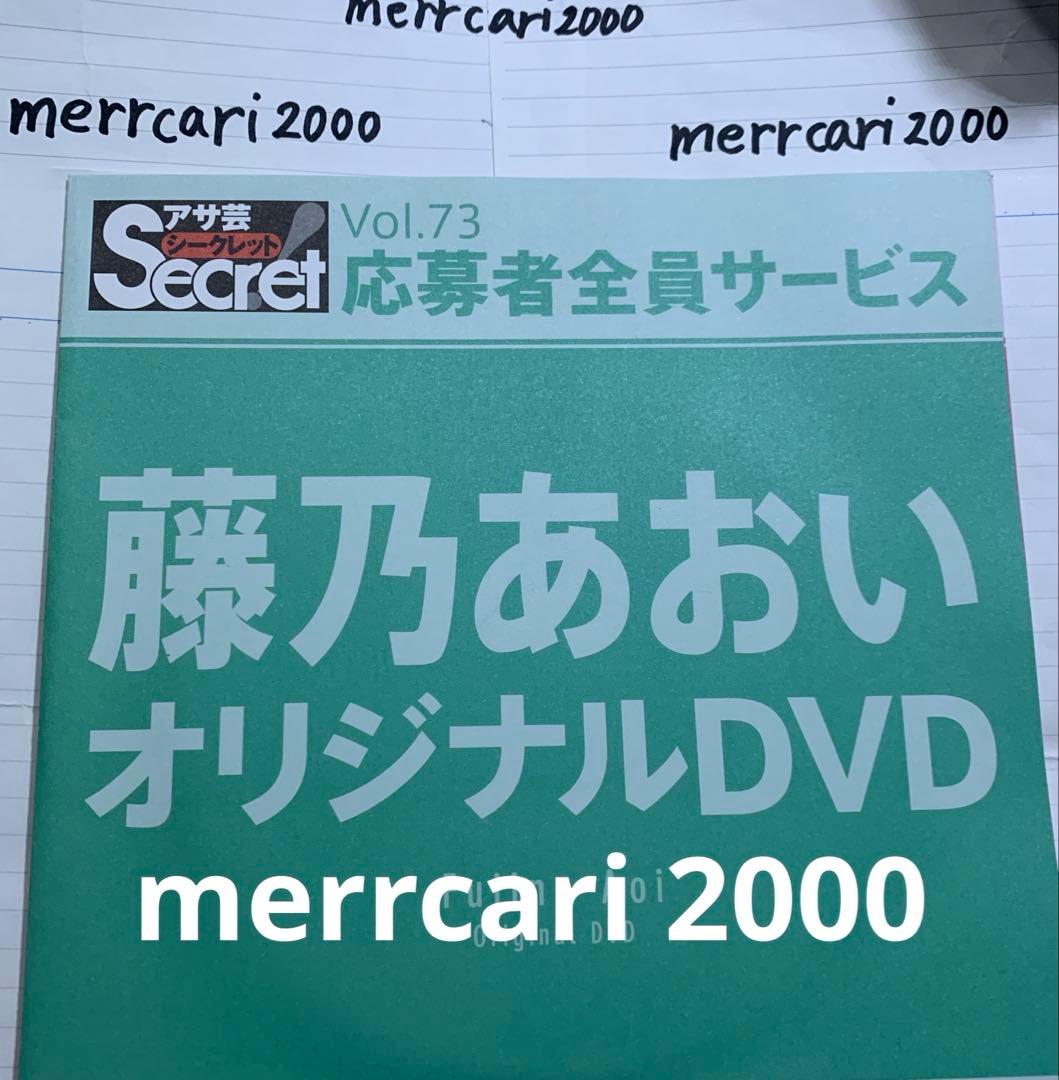 merrcari2000
merrcari2000
merrcari2000
アサ芸
シークレット
Secret!
Vol.73
応募者全員サービス
藤乃あおい
オリジナルDVD
merrcari 2000
Original DVD